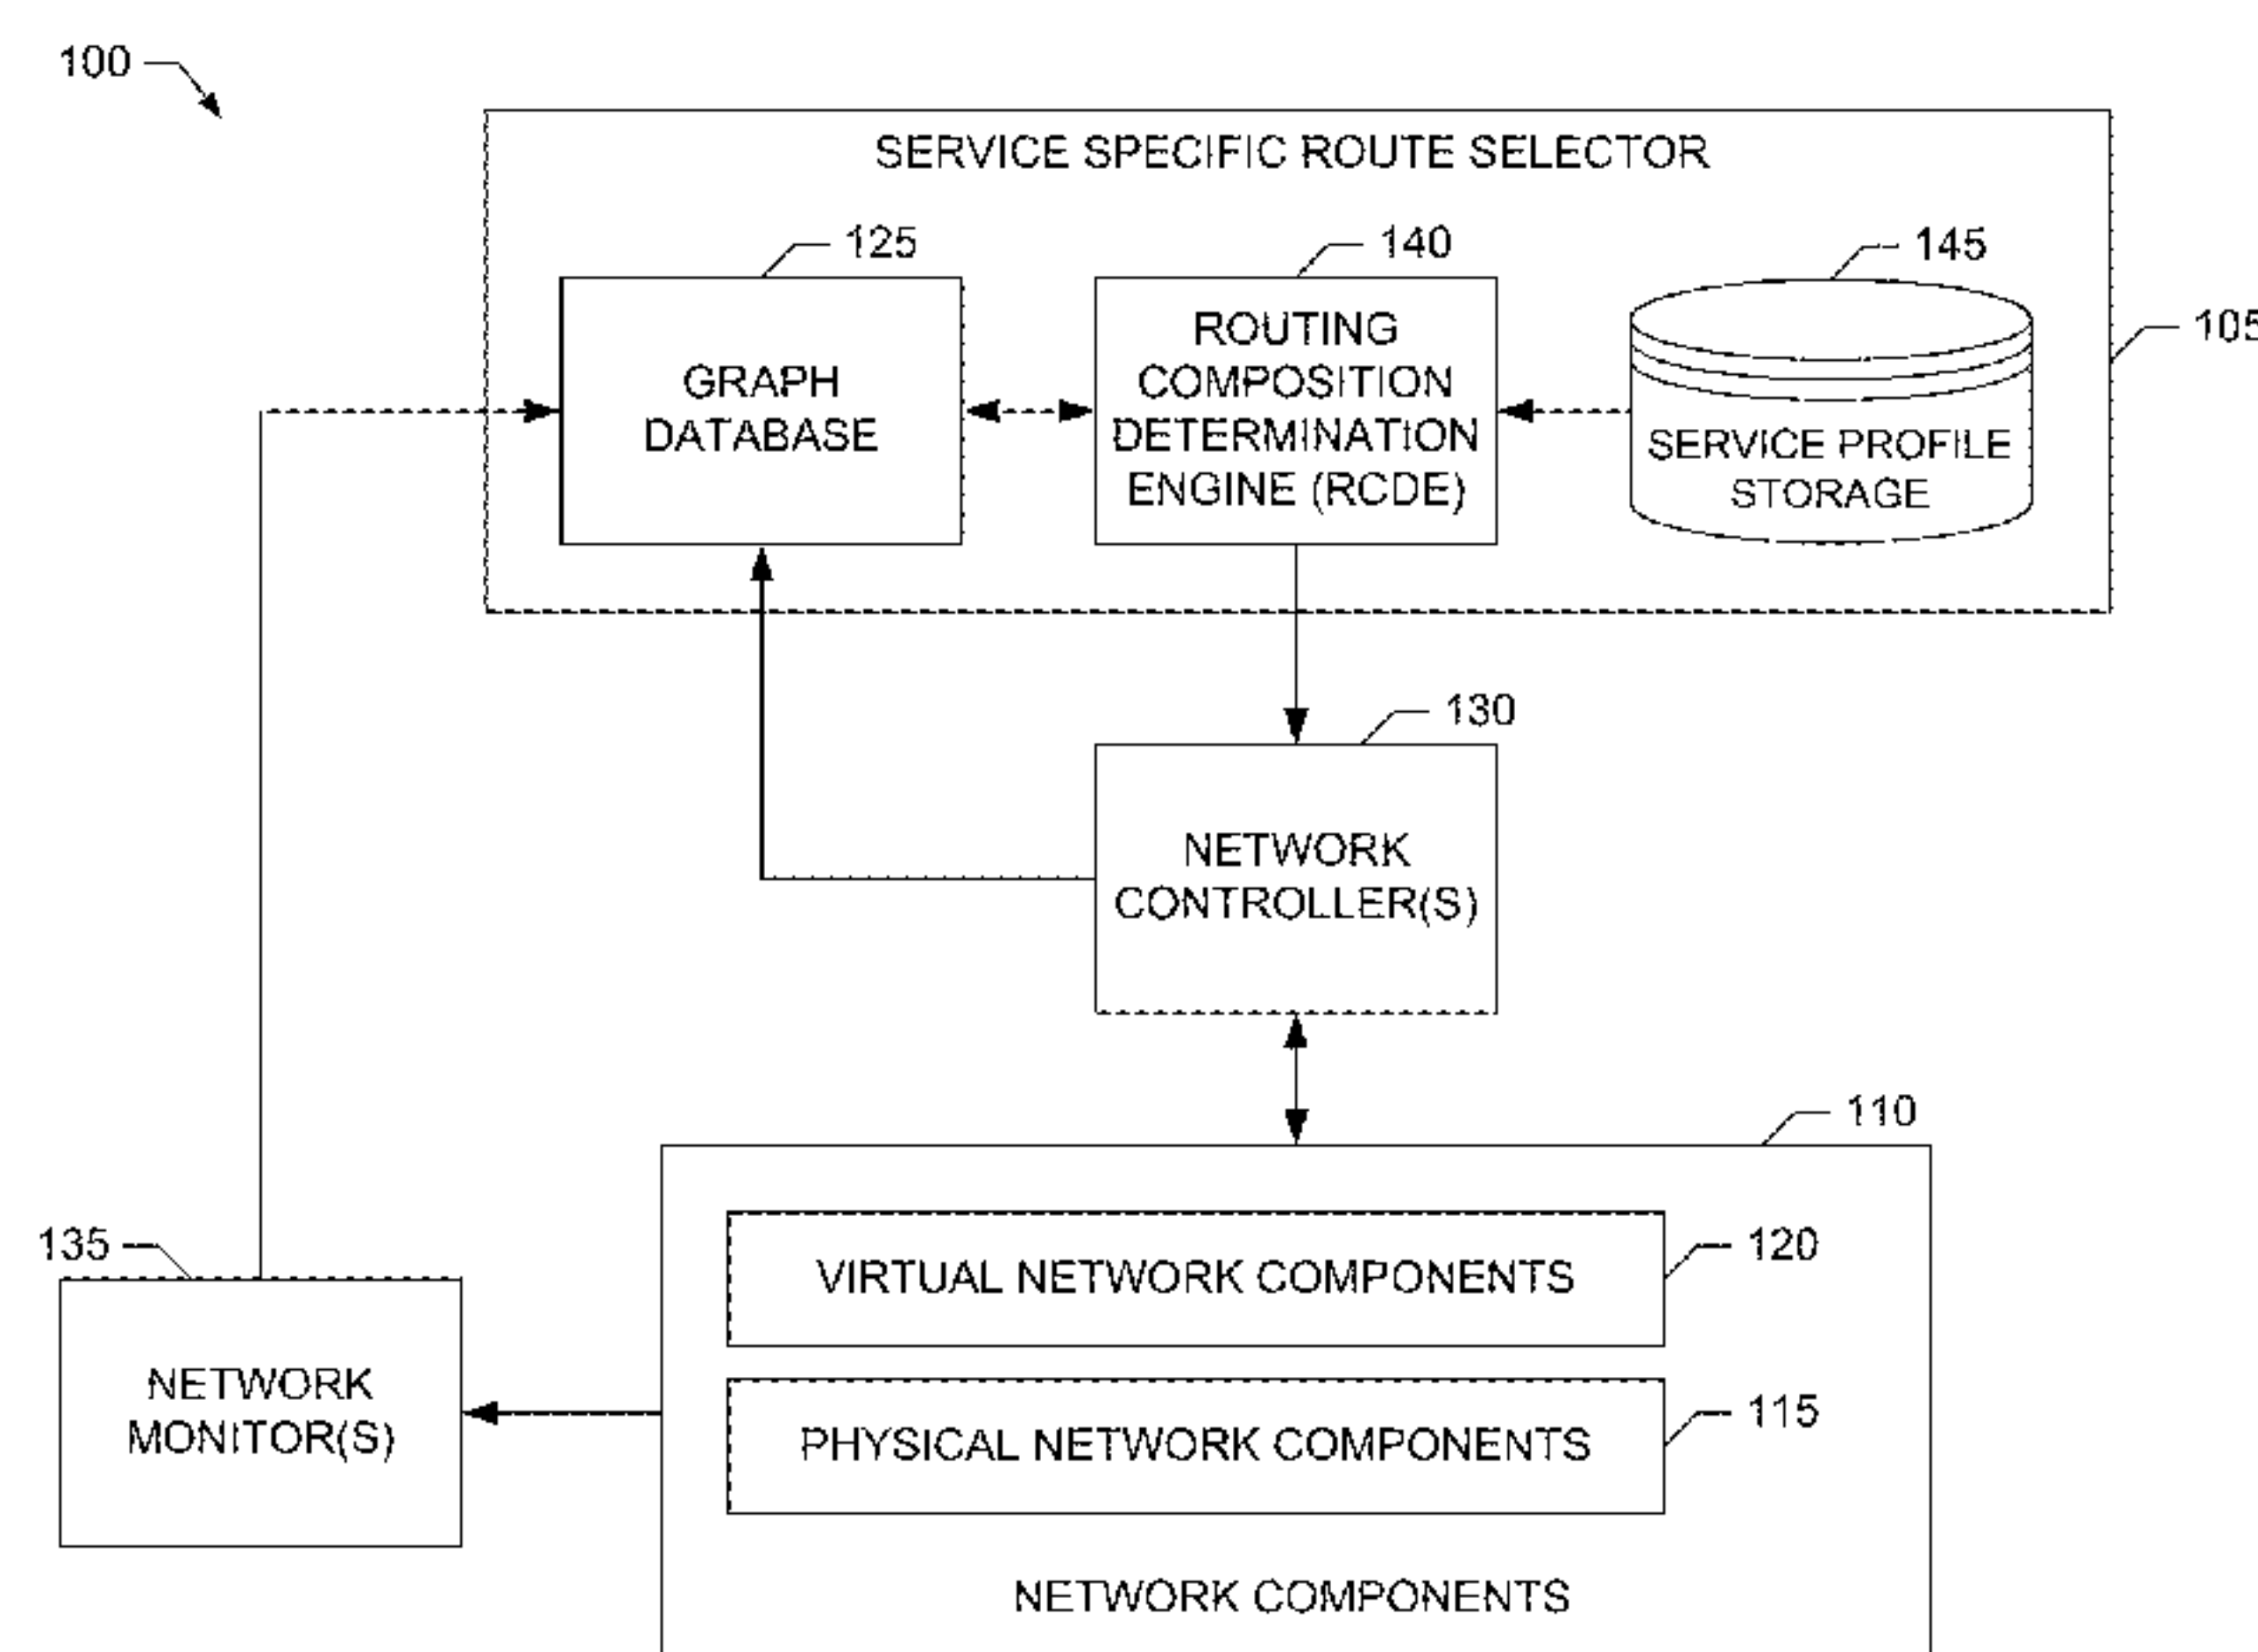 100
SERVICE SPECIFIC ROUTE SELECTOR
125
140
145
105
GRAPH
DATABASE
ROUTING
COMPOSITION
DETERMINATION
ENGINE (RCDE)
SERVICE PROFILE
STORAGE
130
NETWORK
CONTROLLER(S)
110
135
NETWORK
MONITOR(S)
120
VIRTUAL NETWORK COMPONENTS
115
PHYSICAL NETWORK COMPONENTS
NETWORK COMPONENTS